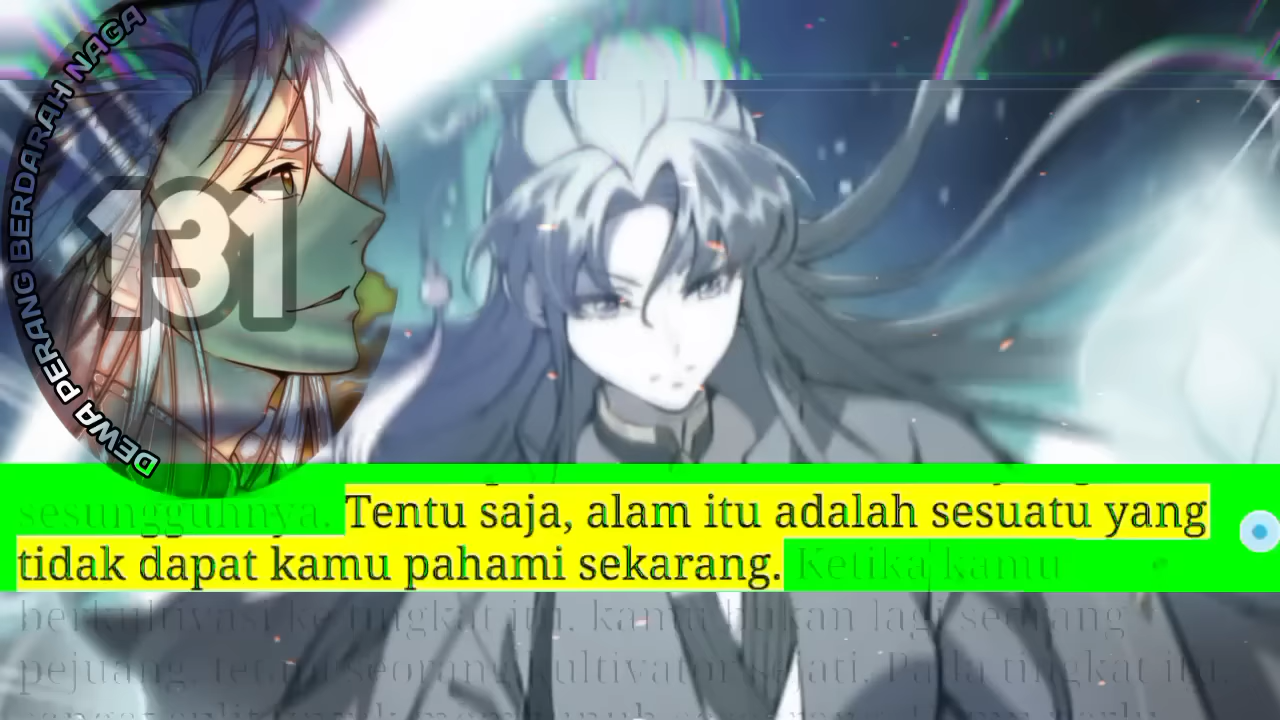 DEWA PERANG BERDARAH NAGA
131
sesungguhnya. Tentu saja, alam itu adalah sesuatu yang
tidak dapat kamu pahami sekarang. Ketika kamu
berkultivasi ke tingkat itu, kamu bukan lagi seorang
pejuang, tetapi seorang kultivator sejati. Pada tingkat itu,